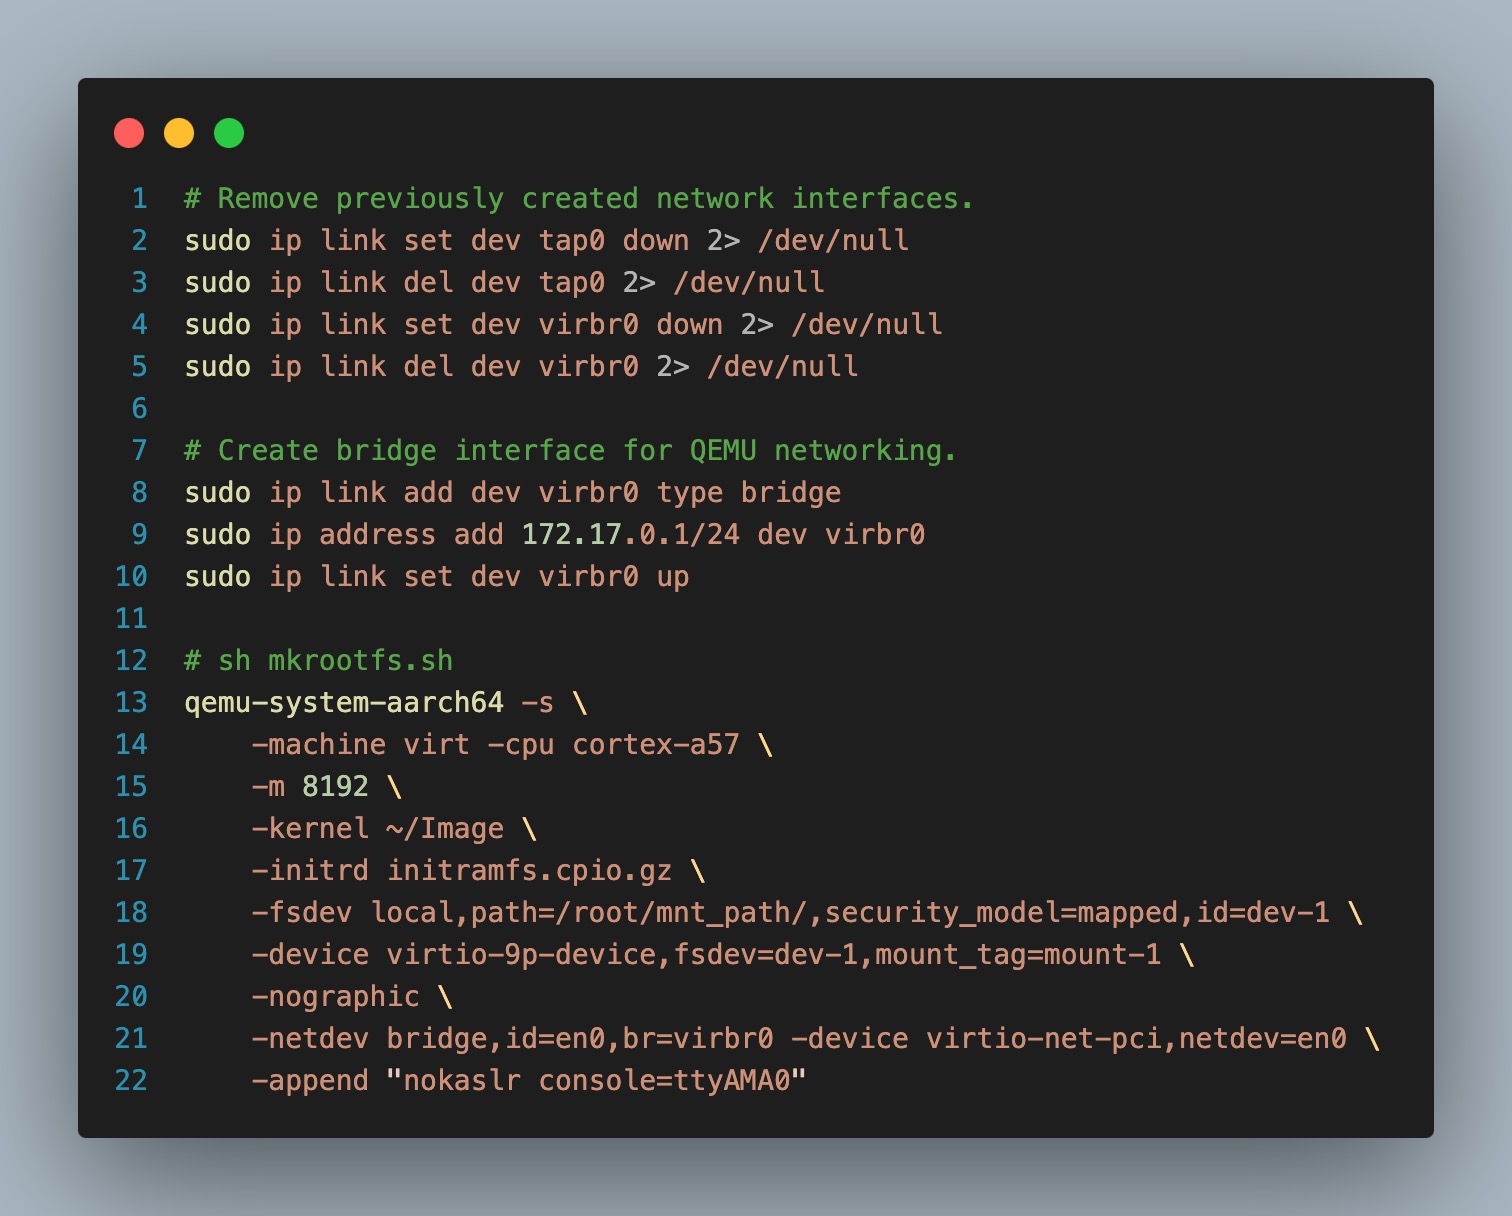 1 # Remove previously created network interfaces.
2 sudo ip link set dev tap0 down 2> /dev/null
3 sudo ip link del dev tap0 2> /dev/null
4 sudo ip link set dev virbr0 down 2> /dev/null
5 sudo ip link del dev virbr0 2> /dev/null
6
7 # Create bridge interface for QEMU networking.
8 sudo ip link add dev virbr0 type bridge
9 sudo ip address add 172.17.0.1/24 dev virbr0
10 sudo ip link set dev virbr0 up
11
12 # sh mkrootfs.sh
13 qemu-system-aarch64 -s \
14     -machine virt -cpu cortex-a57 \
15     -m 8192 \
16     -kernel ~/Image \
17     -initrd initramfs.cpio.gz \
18     -fsdev local,path=/root/mnt_path/,security_model=mapped,id=dev-1 \
19     -device virtio-9p-device,fsdev=dev-1,mount_tag=mount-1 \
20     -nographic \
21     -netdev bridge,id=en0,br=virbr0 -device virtio-net-pci,netdev=en0 \
22     -append "nokaslr console=ttyAMA0"